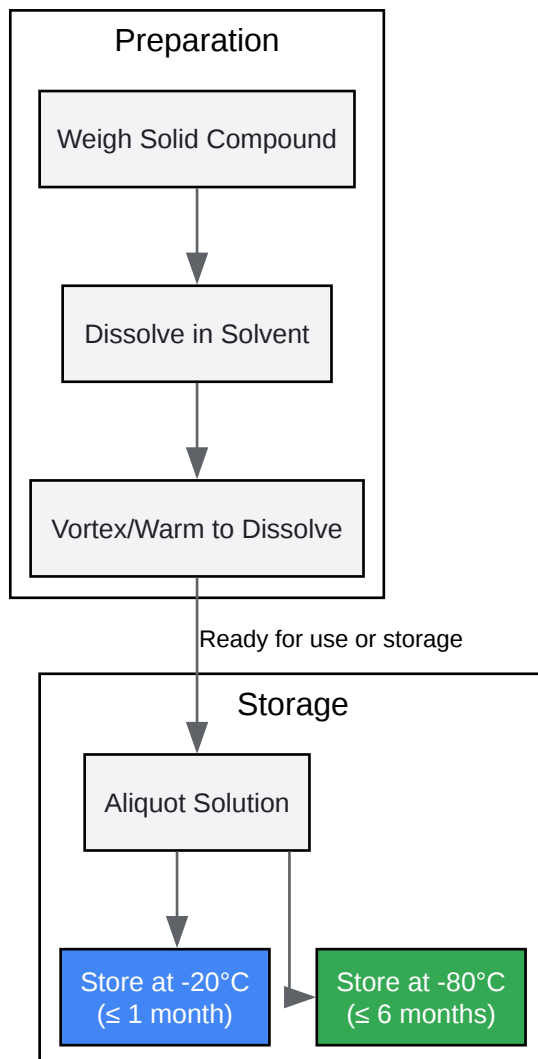 Preparation
Weigh Solid Compound
Dissolve in Solvent
Vortex/Warm to Dissolve
Ready for use or storage
Storage
Aliquot Solution
Store at -20°C
(≤ 1 month)
Store at -80°C
(≤ 6 months)